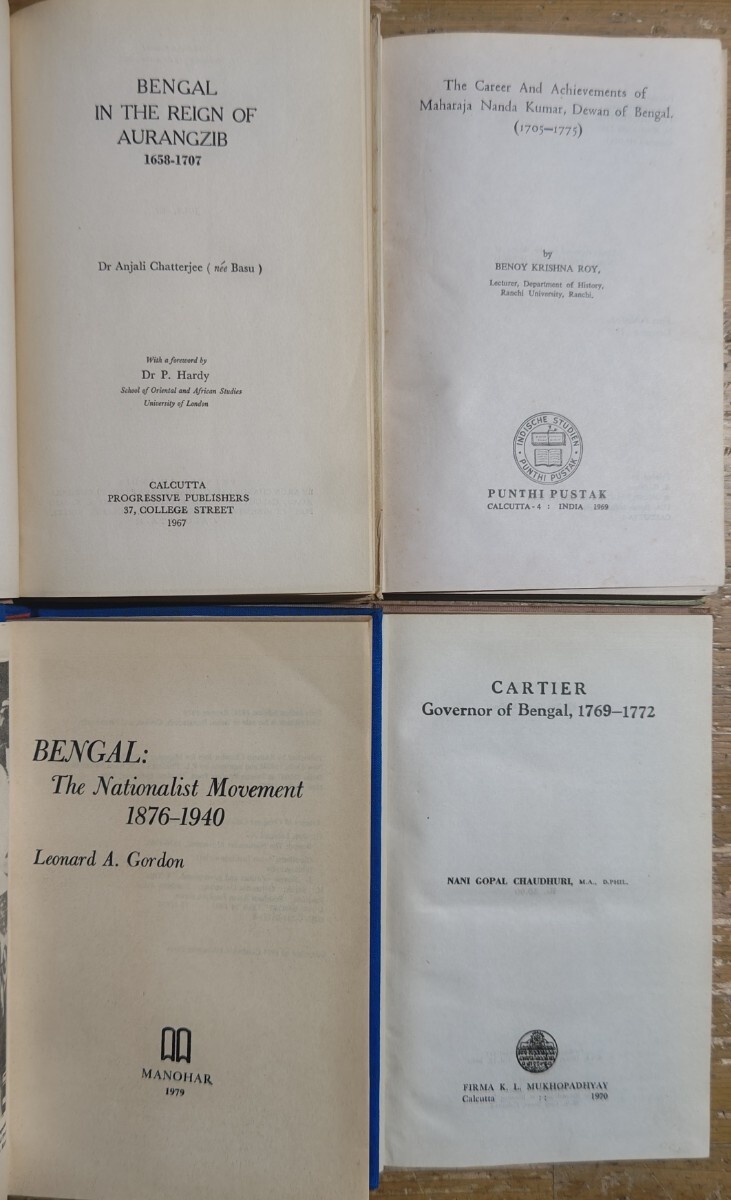 BENGAL
IN THE REIGN OF
AURANGZIB
1658-1707
Dr Anjali Chatterjee ( née Basu )
With a foreword by
Dr P. Hardy
School of Oriental and African Studies
University of London
CALCUTTA
PROGRESSIVE PUBLISHERS
37, COLLEGE STREET
1967
The Career And Achievements of
Maharaja Nanda Kumar, Dewan of Bengal.
(1705—1775)
by
BENOY KRISHNA ROY,
Lecturer, Department of History,
Ranchi University, Ranchi.
INDISCHE STUDIEN
PUNTHI PUSTAK
PUNTHI PUSTAK
CALCUTTA - 4 : INDIA 1969
BENGAL:
The Nationalist Movement
1876–1940
Leonard A. Gordon
MANOHAR
1979
CARTIER
Governor of Bengal, 1769–1772
NANI GOPAL CHAUDHURI, M.A., D.PHIL.
FIRMA K. L. MUKHOPADHYAY
Calcutta : : 1970